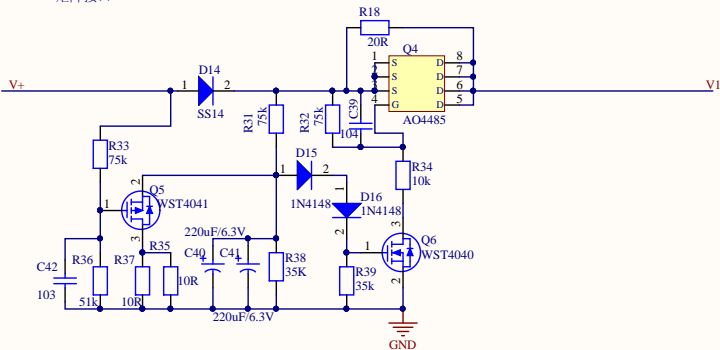 R18
20R
Q4
1 S D 8
2 S D 7
3 S D 6
4 G D 5
AO4485
V+
V1
D14
1 2
SS14
R31
75k
R32
75k
C39
104
R33
75k
R34
10k
D15
1 2
1N4148
D16
1
1N4148
2
2
Q5
1
WST4041
3
3
Q6
1
WST4040
2
220uF/6.3V
C40
C41
R38
35K
R39
35k
C42
103
R36
51k
R37
10R
R35
10R
220uF/6.3V
GND